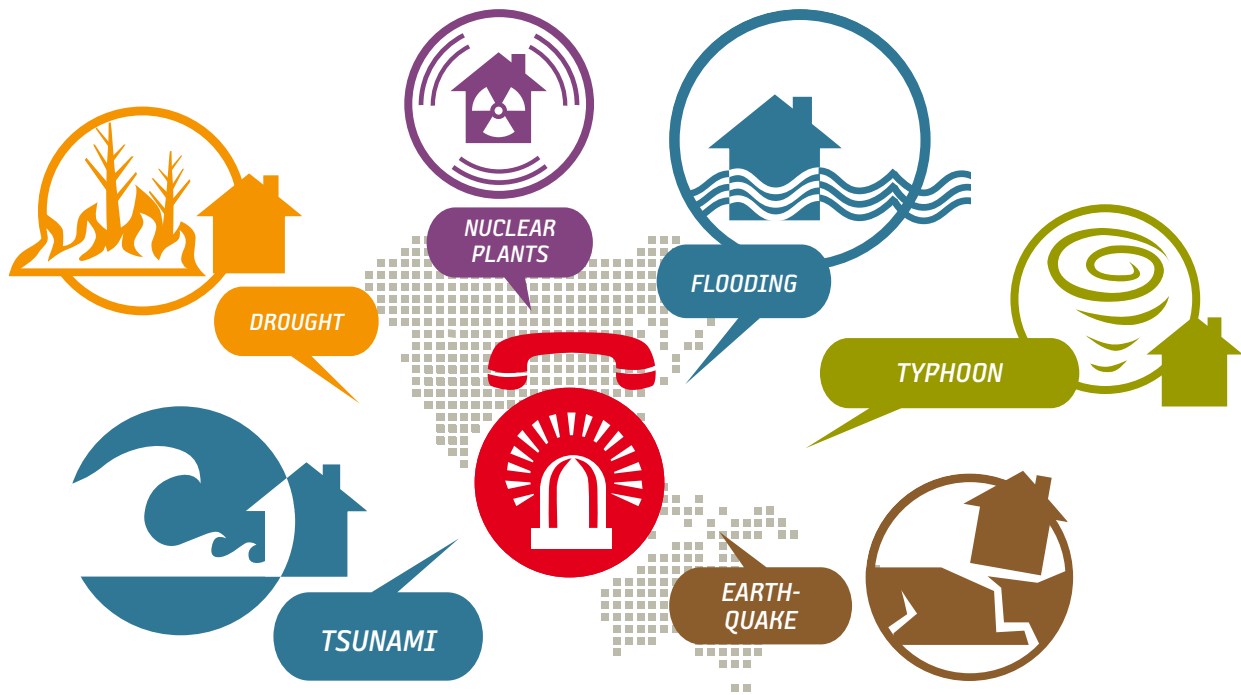 NUCLEAR
PLANTS
FLOODING
DROUGHT
TYPHOON
EARTH-
QUAKE
TSUNAMI